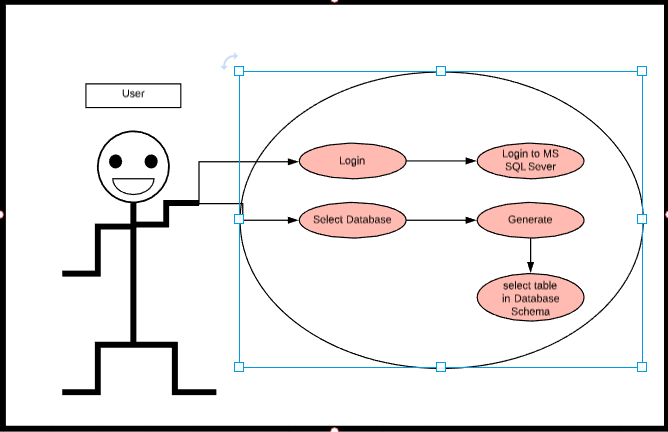 User
Login
Login to MS
SQL Sever
Select Database
Generate
select table
in Database
Schema